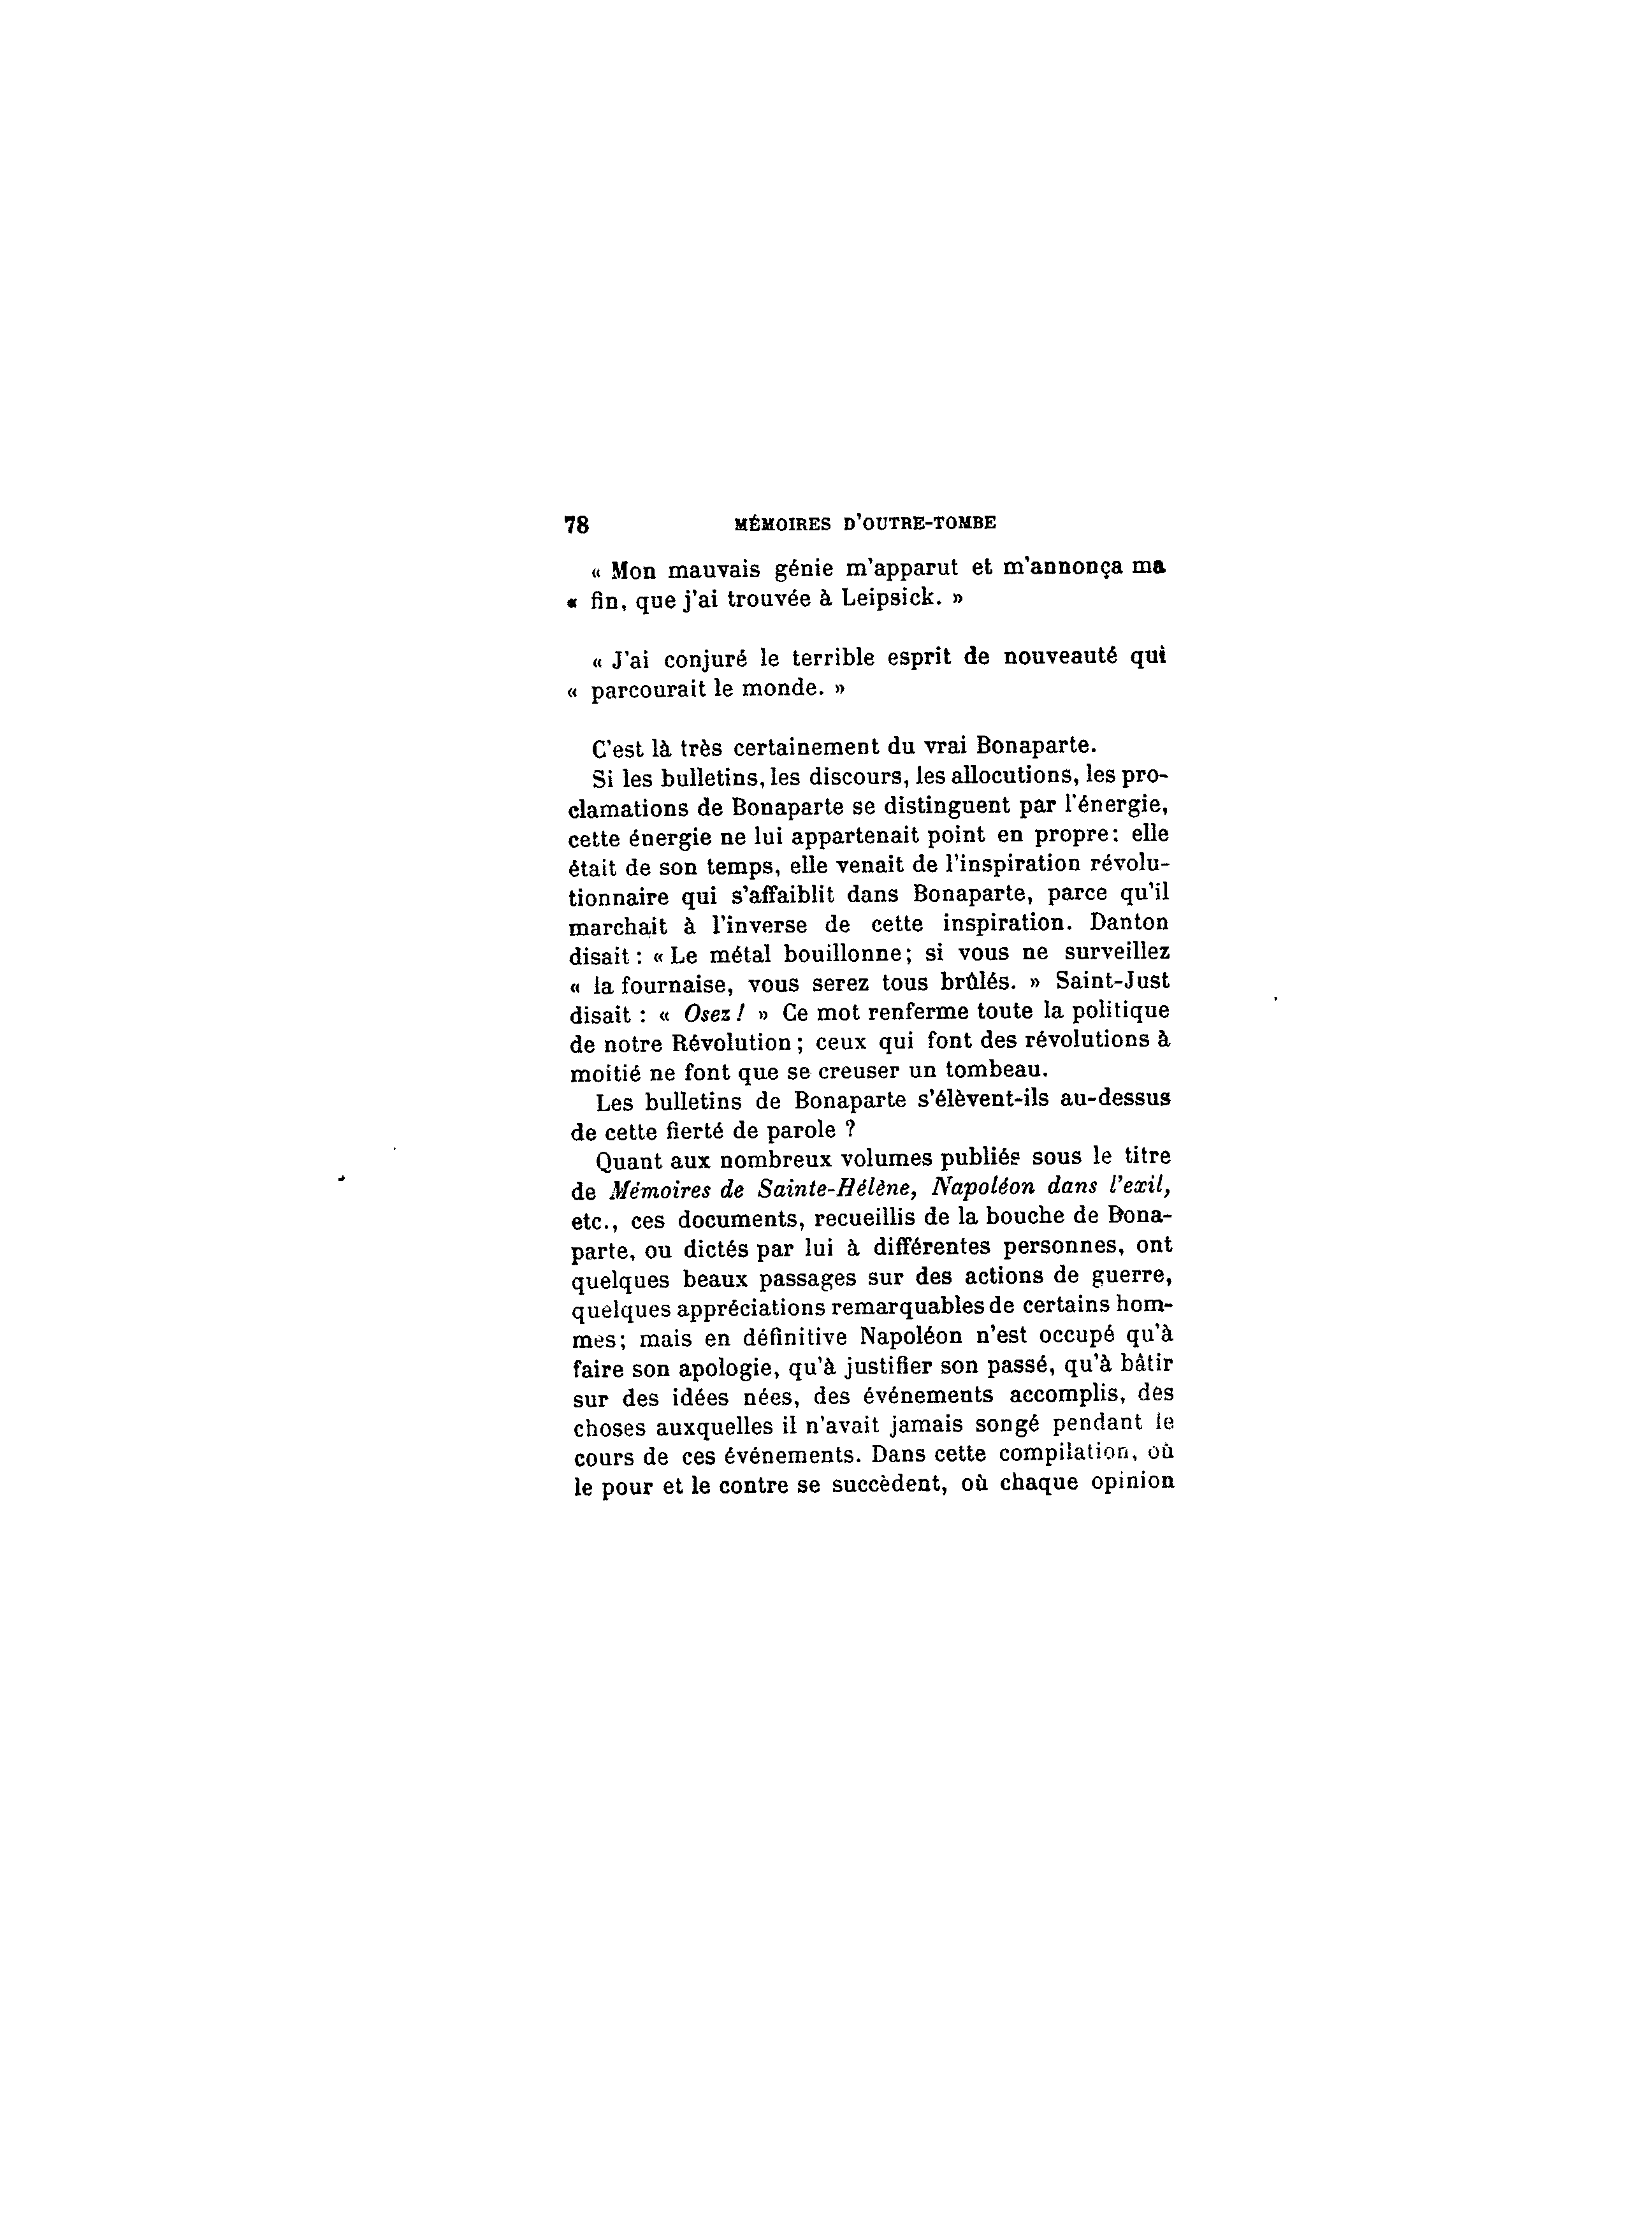 78 MÉMOIRES D'OUTRE-TOMBE
« Mon mauvais génie m'apparut et m'annonça ma
« fin, que j'ai trouvée à Leipsick. »
« J'ai conjuré le terrible esprit de nouveauté qui
« parcourait le monde. »
C'est là très certainement du vrai Bonaparte.
Si les bulletins, les discours, les allocutions, les pro-
clamations de Bonaparte se distinguent par l'énergie,
cette énergie ne lui appartenait point en propre: elle
était de son temps, elle venait de l'inspiration révolu-
tionnaire qui s'affaiblit dans Bonaparte, parce qu'il
marchait à l'inverse de cette inspiration. Danton
disait : « Le métal bouillonne; si vous ne surveillez
« la fournaise, vous serez tous brûlés. » Saint-Just
disait : « Osez ! » Ce mot renferme toute la politique
de notre Révolution; ceux qui font des révolutions à
moitié ne font que se creuser un tombeau.
Les bulletins de Bonaparte s'élèvent-ils au-dessus
de cette fierté de parole ?
Quant aux nombreux volumes publiés sous le titre
de Mémoires de Sainte-Hélène, Napoléon dans l'exil,
etc., ces documents, recueillis de la bouche de Bona-
parte, ou dictés par lui à différentes personnes, ont
quelques beaux passages sur des actions de guerre,
quelques appréciations remarquables de certains hom-
mes; mais en définitive Napoléon n'est occupé qu'à
faire son apologie, qu'à justifier son passé, qu'à bâtir
sur des idées nées, des événements accomplis, des
choses auxquelles il n'avait jamais songé pendant le
cours de ces événements. Dans cette compilation, où
le pour et le contre se succèdent, où chaque opinion